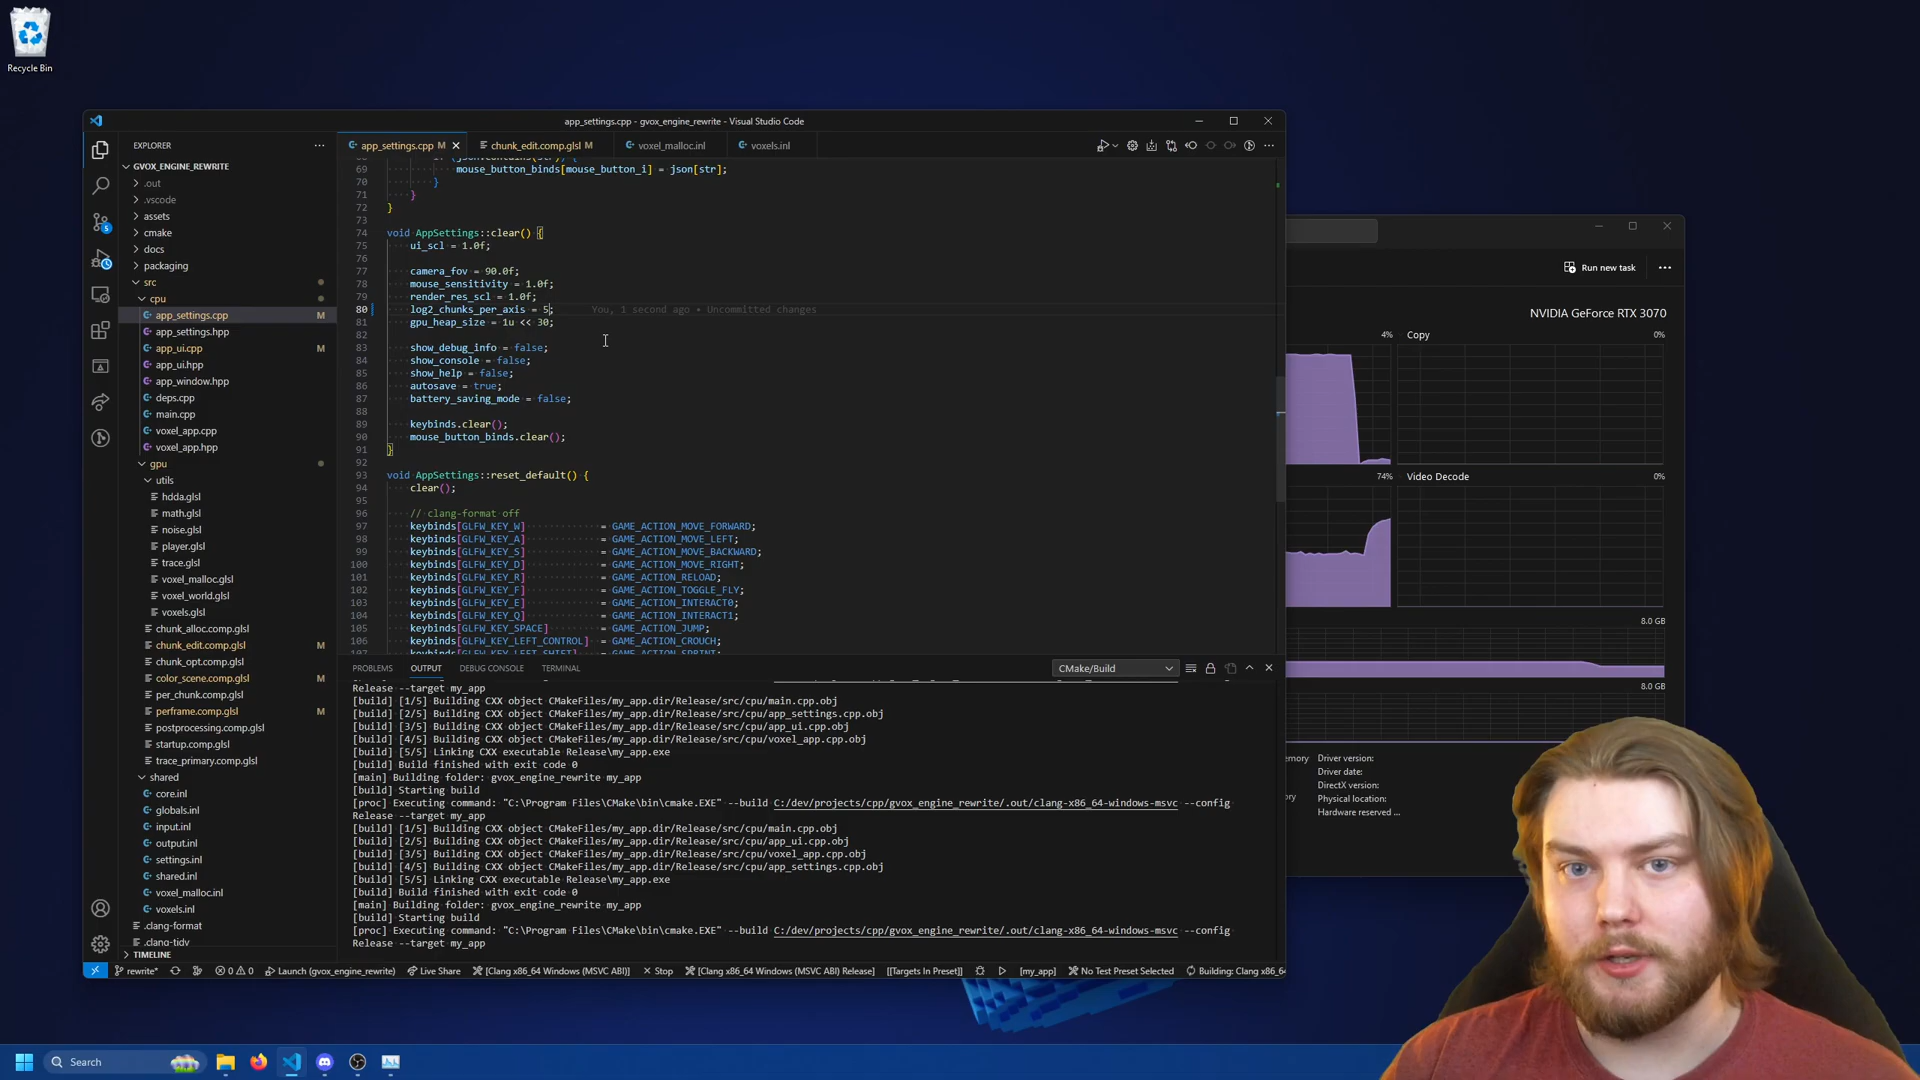 Recycle Bin
app_settings.cpp - gvox_engine_rewrite - Visual Studio Code
EXPLORER
GVOX_ENGINE_REWRITE
.out
.vscode
assets
cmake
docs
packaging
src
cpu
app_settings.cpp M
app_settings.hpp
app_ui.cpp M
app_ui.hpp
app_window.hpp
deps.cpp
main.cpp
voxel_app.cpp
voxel_app.hpp
gpu
utils
hdda.glsl
math.glsl
noise.glsl
player.glsl
trace.glsl
voxel_malloc.glsl
voxel_world.glsl
voxels.glsl
chunk_alloc.comp.glsl
chunk_edit.comp.glsl M
chunk_opt.comp.glsl
color_scene.comp.glsl M
per_chunk.comp.glsl
perframe.comp.glsl M
postprocessing.comp.glsl
startup.comp.glsl
trace_primary.comp.glsl
shared
core.inl
globals.inl
input.inl
output.inl
settings.inl
shared.inl
voxel_malloc.inl
voxels.inl
.clang-format
.clang-tidy
TIMELINE
app_settings.cpp M
chunk_edit.comp.glsl M
voxel_malloc.inl
voxels.inl
69 mouse_button_binds[mouse_button_i] = json[str];
70 }
71 }
72 }
73
74 void AppSettings::clear() {
75 ui_scl = 1.0f;
76
77 camera_fov = 90.0f;
78 mouse_sensitivity = 1.0f;
79 render_res_scl = 1.0f;
80 log2_chunks_per_axis = 5; You, 1 second ago • Uncommitted changes
81 gpu_heap_size = 1u << 30;
82
83 show_debug_info = false;
84 show_console = false;
85 show_help = false;
86 autosave = true;
87 battery_saving_mode = false;
88
89 keybinds.clear();
90 mouse_button_binds.clear();
91 }
92
93 void AppSettings::reset_default() {
94 clear();
95
96 // clang-format off
97 keybinds[GLFW_KEY_W] = GAME_ACTION_MOVE_FORWARD;
98 keybinds[GLFW_KEY_A] = GAME_ACTION_MOVE_LEFT;
99 keybinds[GLFW_KEY_S] = GAME_ACTION_MOVE_BACKWARD;
100 keybinds[GLFW_KEY_D] = GAME_ACTION_MOVE_RIGHT;
101 keybinds[GLFW_KEY_R] = GAME_ACTION_RELOAD;
102 keybinds[GLFW_KEY_F] = GAME_ACTION_TOGGLE_FLY;
103 keybinds[GLFW_KEY_E] = GAME_ACTION_INTERACT0;
104 keybinds[GLFW_KEY_Q] = GAME_ACTION_INTERACT1;
105 keybinds[GLFW_KEY_SPACE] = GAME_ACTION_JUMP;
106 keybinds[GLFW_KEY_LEFT_CONTROL] = GAME_ACTION_CROUCH;
PROBLEMS OUTPUT DEBUG CONSOLE TERMINAL
CMake/Build
Release --target my_app
[build] [1/5] Building CXX object CMakeFiles/my_app.dir/Release/src/cpu/main.cpp.obj
[build] [2/5] Building CXX object CMakeFiles/my_app.dir/Release/src/cpu/app_settings.cpp.obj
[build] [3/5] Building CXX object CMakeFiles/my_app.dir/Release/src/cpu/app_ui.cpp.obj
[build] [4/5] Building CXX object CMakeFiles/my_app.dir/Release/src/cpu/voxel_app.cpp.obj
[build] [5/5] Linking CXX executable Release\my_app.exe
[build] Build finished with exit code 0
[main] Building folder: gvox_engine_rewrite my_app
[build] Starting build
[proc] Executing command: "C:\Program Files\CMake\bin\cmake.EXE" --build C:/dev/projects/cpp/gvox_engine_rewrite/.out/clang-x86_64-windows-msvc --config
Release --target my_app
[build] [1/5] Building CXX object CMakeFiles/my_app.dir/Release/src/cpu/main.cpp.obj
[build] [2/5] Building CXX object CMakeFiles/my_app.dir/Release/src/cpu/app_ui.cpp.obj
[build] [3/5] Building CXX object CMakeFiles/my_app.dir/Release/src/cpu/voxel_app.cpp.obj
[build] [4/5] Building CXX object CMakeFiles/my_app.dir/Release/src/cpu/app_settings.cpp.obj
[build] [5/5] Linking CXX executable Release\my_app.exe
[build] Build finished with exit code 0
[main] Building folder: gvox_engine_rewrite my_app
[build] Starting build
[proc] Executing command: "C:\Program Files\CMake\bin\cmake.EXE" --build C:/dev/projects/cpp/gvox_engine_rewrite/.out/clang-x86_64-windows-msvc --config
Release --target my_app
rewrite* 0 0 Launch (gvox_engine_rewrite) Live Share [Clang x86_64 Windows (MSVC ABI)] Stop [Clang x86_64 Windows (MSVC ABI) Release] [[Targets In Preset]] [my_app] No Test Preset Selected Building: Clang x86_64
Run new task
NVIDIA GeForce RTX 3070
4% Copy 0%
74% Video Decode 0%
8.0 GB
8.0 GB
Driver version:
Driver date:
DirectX version:
Physical location:
Hardware reserved ...
Search